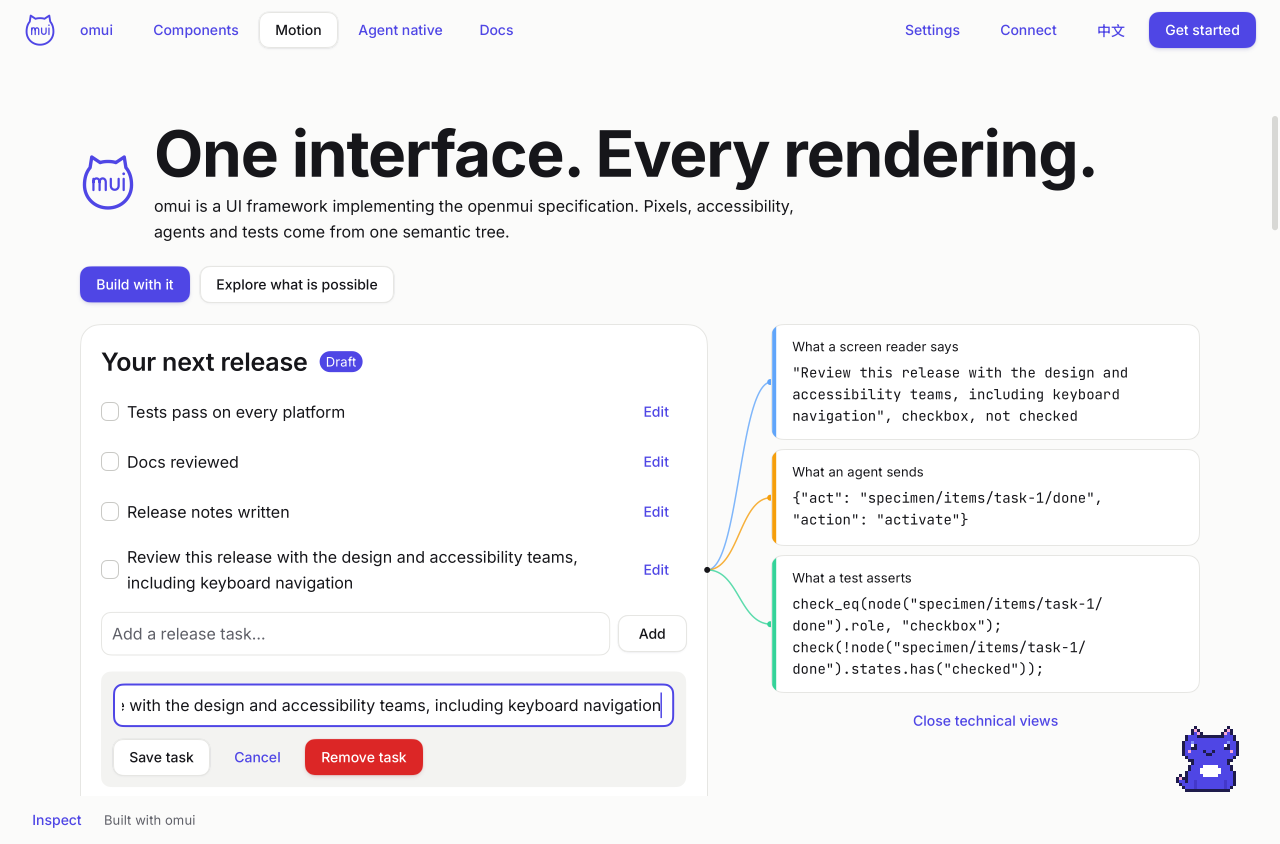 mui
omui
Components
Motion
Agent native
Docs
Settings
Connect
中文
Get started
mui
One interface. Every rendering.
omui is a UI framework implementing the openmui specification. Pixels, accessibility,
agents and tests come from one semantic tree.
Build with it
Explore what is possible
Your next release
Draft
Tests pass on every platform
Edit
Docs reviewed
Edit
Release notes written
Edit
Review this release with the design and accessibility teams,
including keyboard navigation
Edit
Add a release task...
Add
with the design and accessibility teams, including keyboard navigation
Save task
Cancel
Remove task
What a screen reader says
"Review this release with the design and
accessibility teams, including keyboard
navigation", checkbox, not checked
What an agent sends
{"act": "specimen/items/task-1/done",
"action": "activate"}
What a test asserts
check_eq(node("specimen/items/task-1/
done").role, "checkbox");
check(!node("specimen/items/task-1/
done").states.has("checked"));
Close technical views
Inspect
Built with omui